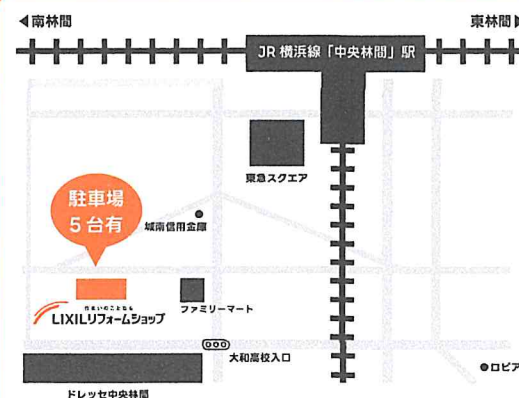 ◀南林間
東林間▶
JR 横浜線「中央林間」駅
東急スクエア
駐車場
5 台有
城南信用金庫
住まいのことなら
LIXILリフォームショップ
ファミリーマート
大和高校入口
ロピア
ドレッセ中央林間